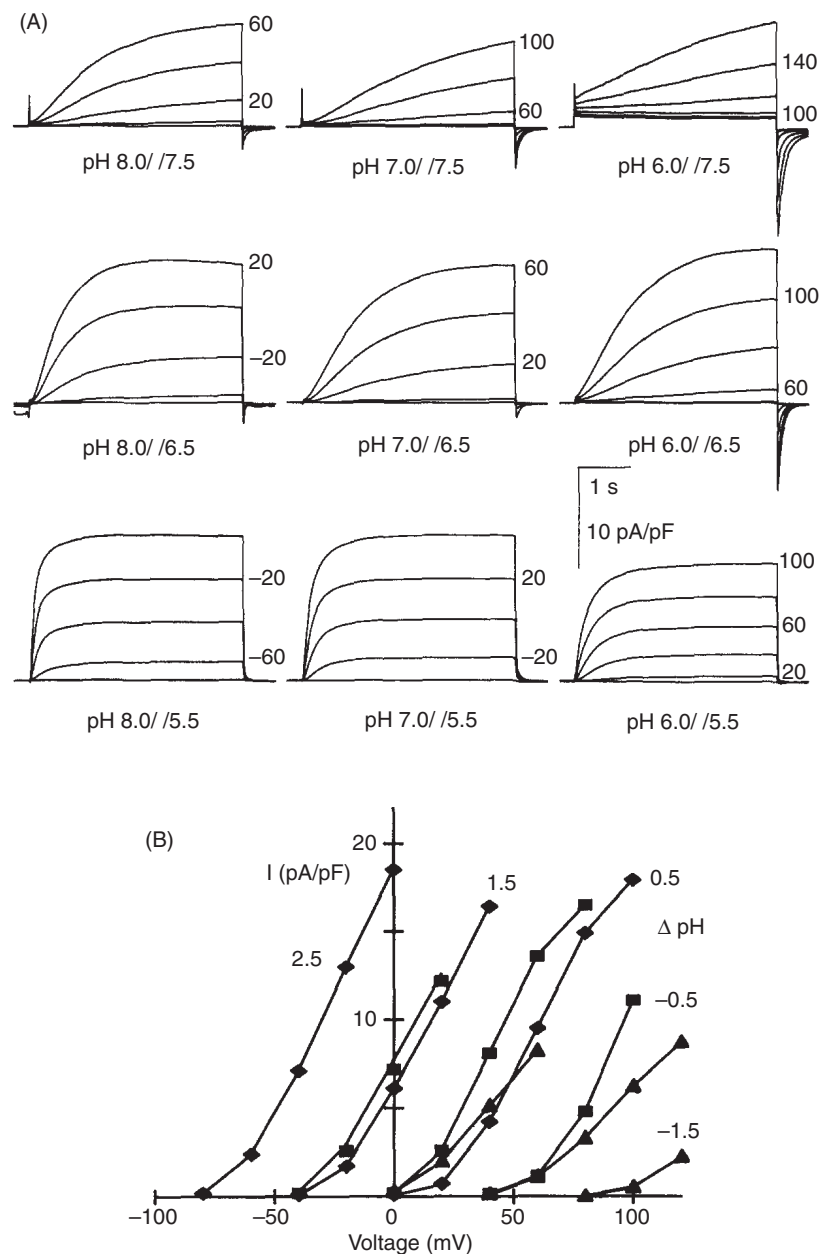 (A)
60
20
pH 8.0/ /7.5
100
60
pH 7.0/ /7.5
140
100
pH 6.0/ /7.5
20
−20
pH 8.0/ /6.5
60
20
pH 7.0/ /6.5
100
60
pH 6.0/ /6.5
1 s
10 pA/pF
−20
−60
pH 8.0/ /5.5
20
−20
pH 7.0/ /5.5
100
60
20
pH 6.0/ /5.5
(B)
20
I (pA/pF)
1.5
0.5
Δ pH
2.5
10
−0.5
−1.5
−100
−50
0
50
100
Voltage (mV)